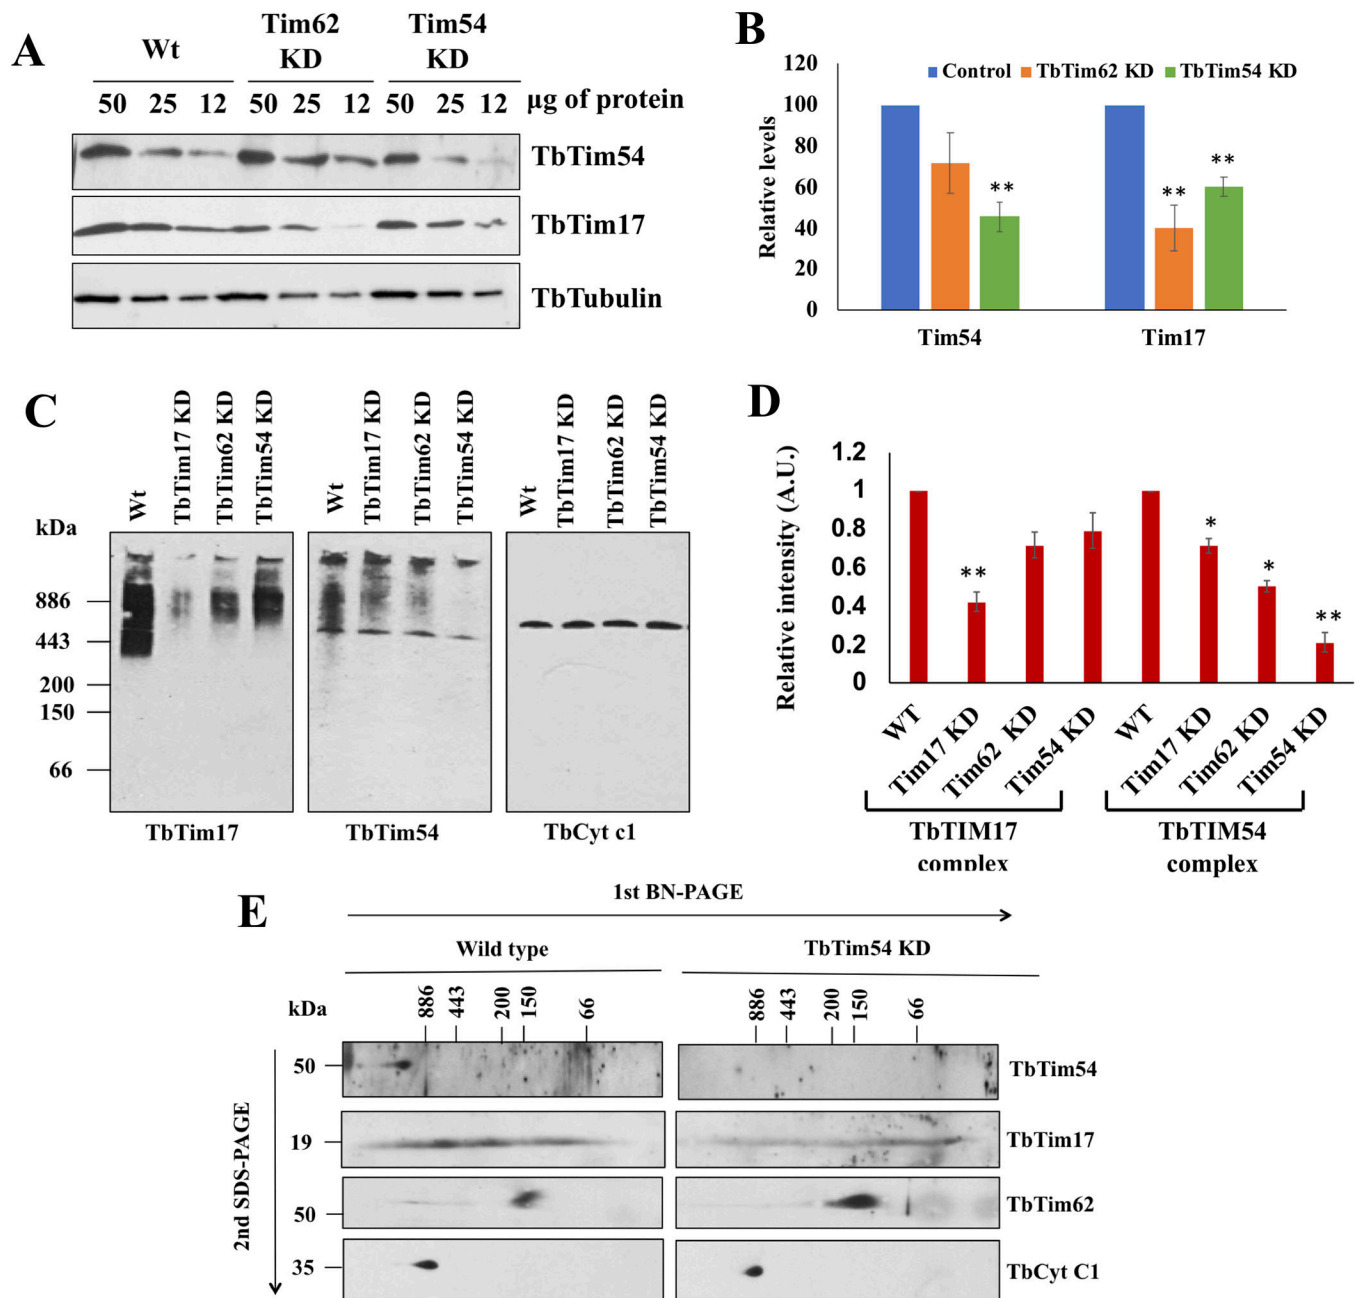 A
Wt
Tim62
KD
Tim54
KD
50 25 12 50 25 12 50 25 12 µg of protein
TbTim54
TbTim17
TbTubulin
B
Control TbTim62 KD TbTim54 KD
Relative levels
120
100
80
60
40
20
0
**
**
**
Tim54 Tim17
C
Wt TbTim17 KD TbTim62 KD TbTim54 KD
Wt TbTim17 KD TbTim62 KD TbTim54 KD
Wt TbTim17 KD TbTim62 KD TbTim54 KD
kDa
886
443
200
150
66
TbTim17 TbTim54 TbCyt c1
D
Relative intensity (A.U.)
1.2
1
0.8
0.6
0.4
0.2
0
**
*
*
**
WT Tim17 KD Tim62 KD Tim54 KD WT Tim17 KD Tim62 KD Tim54 KD
TbTIM17
complex
TbTIM54
complex
E
1st BN-PAGE
Wild type TbTim54 KD
kDa
886 443 200 150 66 886 443 200 150 66
2nd SDS-PAGE
50 TbTim54
19 TbTim17
50 TbTim62
35 TbCyt C1